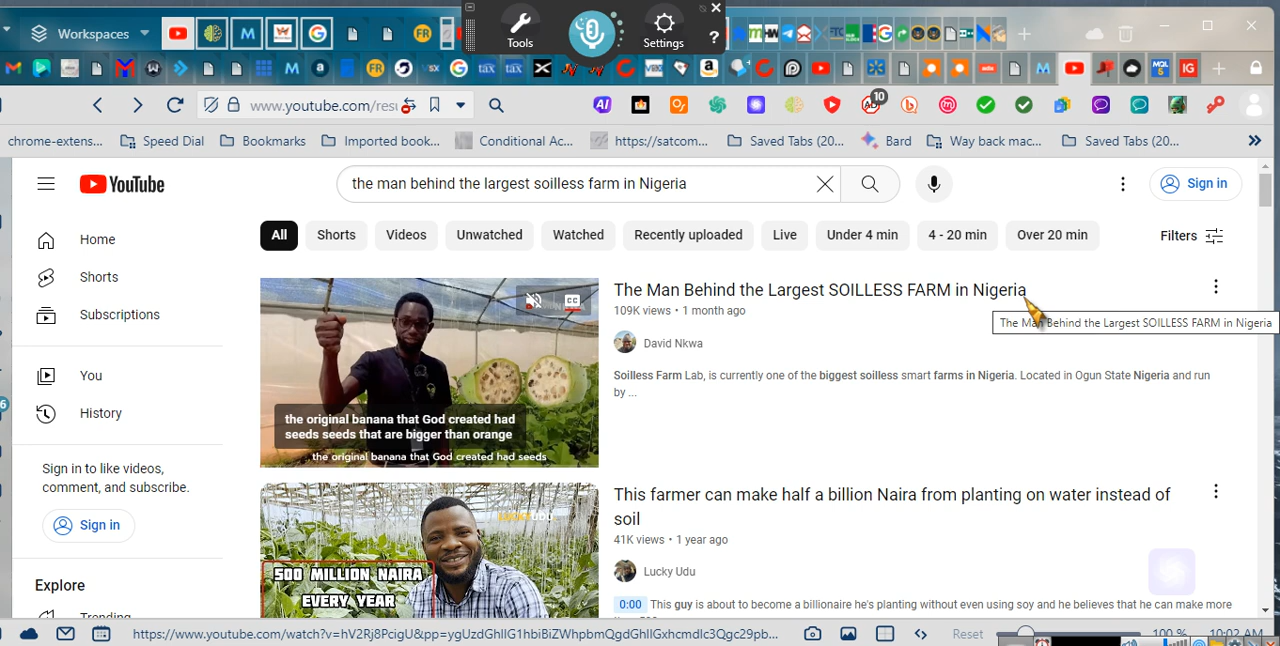 Workspaces
Tools
Settings
?
www.youtube.com/resu
AI
10
chrome-extens...
Speed Dial
Bookmarks
Imported book...
Conditional Ac...
https://satcom...
Saved Tabs (20...
Bard
Way back mac...
Saved Tabs (20...
YouTube
the man behind the largest soilless farm in Nigeria
Sign in
Home
Shorts
Subscriptions
You
History
Sign in to like videos,
comment, and subscribe.
Sign in
Explore
Trending
All
Shorts
Videos
Unwatched
Watched
Recently uploaded
Live
Under 4 min
4 - 20 min
Over 20 min
Filters
CC
the original banana that God created had
seeds seeds that are bigger than orange
the original banana that God created had seeds
The Man Behind the Largest SOILLESS FARM in Nigeria
109K views • 1 month ago
The Man Behind the Largest SOILLESS FARM in Nigeria
David Nkwa
Soilless Farm Lab, is currently one of the biggest soilless smart farms in Nigeria. Located in Ogun State Nigeria and run
by ...
500 MILLION NAIRA
EVERY YEAR
This farmer can make half a billion Naira from planting on water instead of
soil
41K views • 1 year ago
Lucky Udu
0:00 This guy is about to become a billionaire he's planting without even using soy and he believes that he can make more
Reset
100 %
10:02 AM